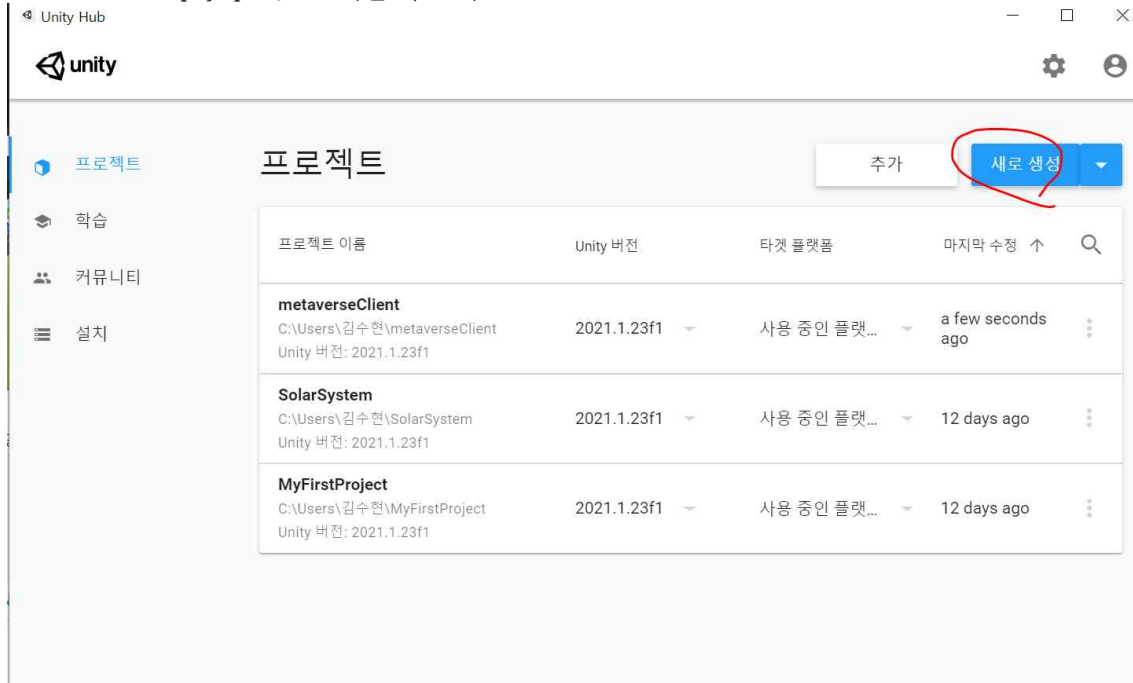 Unity Hub
unity
프로젝트
학습
커뮤니티
설치
프로젝트
추가
새로 생성
프로젝트 이름
Unity 버전
타겟 플랫폼
마지막 수정
metaverseClient
C:\Users\김수현\metaverseClient
Unity 버전: 2021.1.23f1
2021.1.23f1
사용 중인 플랫...
a few seconds
ago
SolarSystem
C:\Users\김수현\SolarSystem
Unity 버전: 2021.1.23f1
2021.1.23f1
사용 중인 플랫...
12 days ago
MyFirstProject
C:\Users\김수현\MyFirstProject
Unity 버전: 2021.1.23f1
2021.1.23f1
사용 중인 플랫...
12 days ago